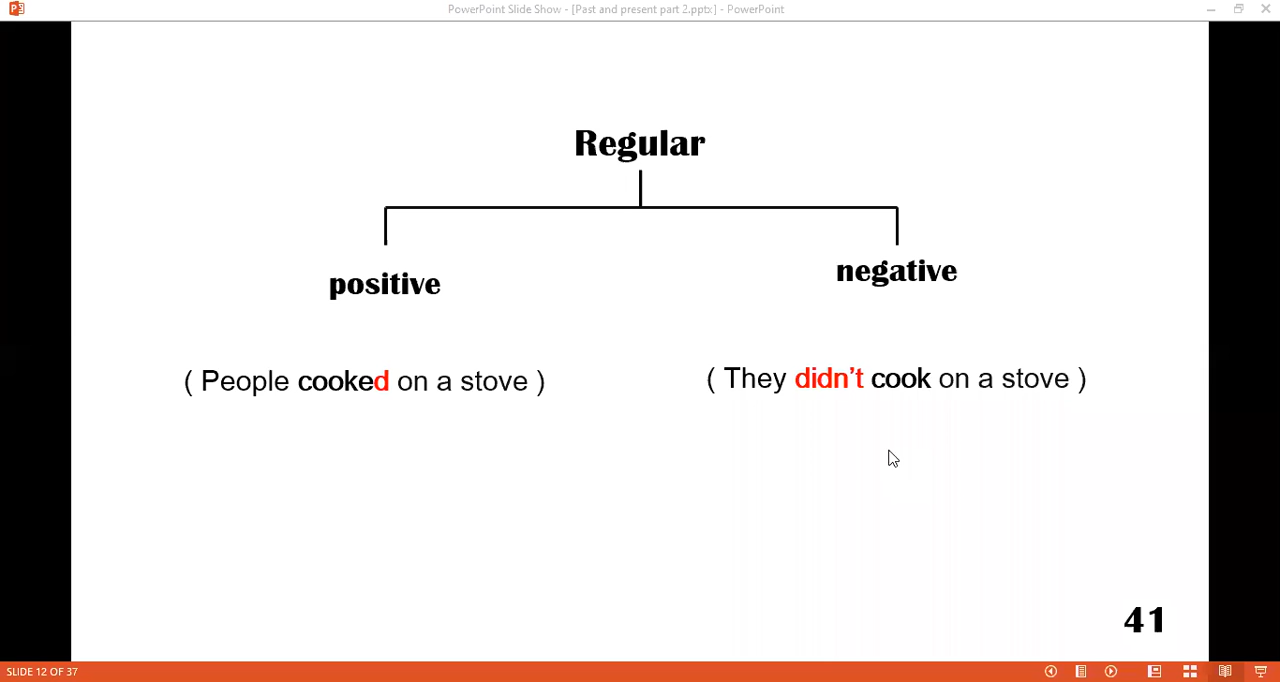 PowerPoint Slide Show - [Past and present part 2.pptx] - PowerPoint
Regular
positive
negative
( People cooked on a stove )
( They didn’t cook on a stove )
41
SLIDE 12 OF 37